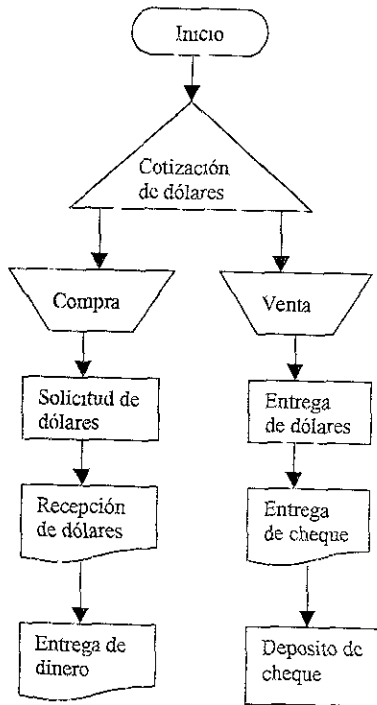 Inicio
Cotización
de dólares
Compra
Venta
Solicitud de
dólares
Entrega
de dólares
Recepción
de dólares
Entrega
de cheque
Entrega de
dinero
Deposito de
cheque